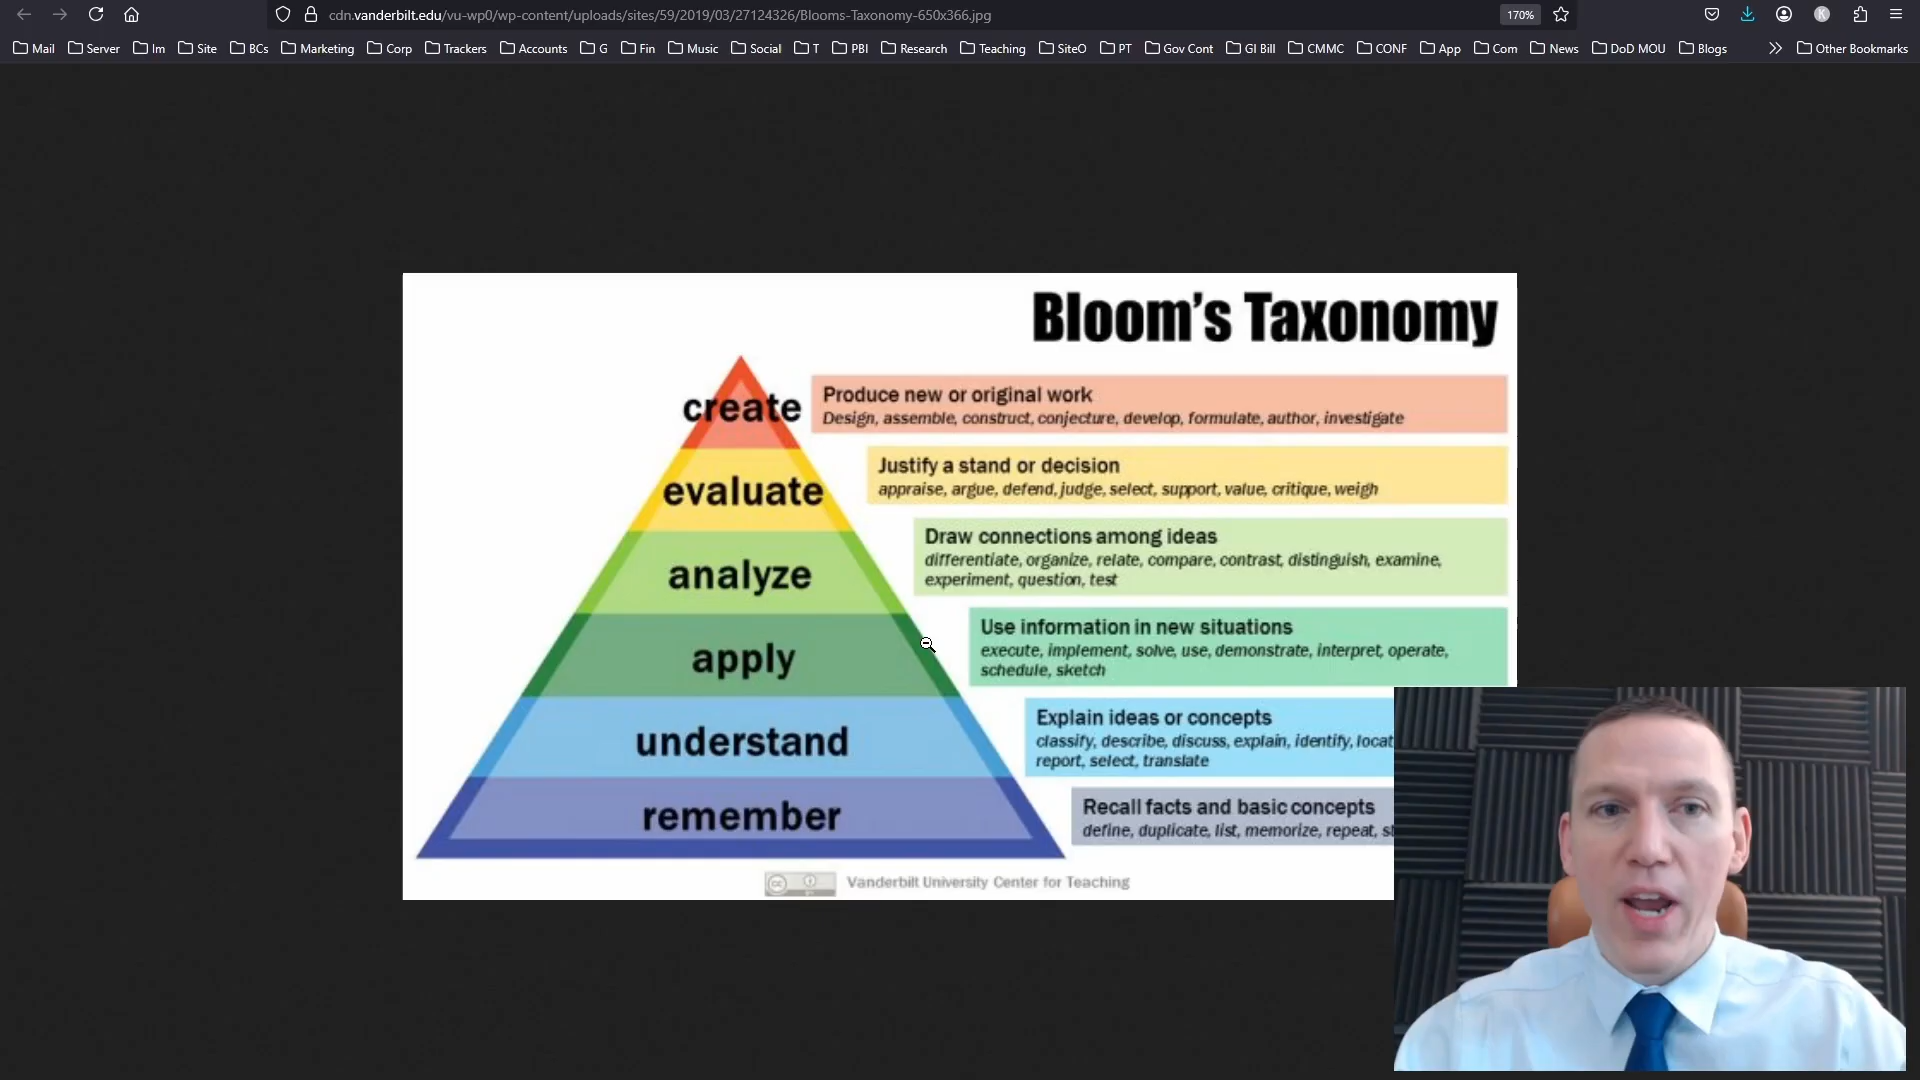 cdn.vanderbilt.edu/vu-wp0/wp-content/uploads/sites/59/2019/03/27124326/Blooms-Taxonomy-650x366.jpg
170%
K
Mail Server Im Site BCs Marketing Corp Trackers Accounts G Fin Music Social T PBI Research Teaching SiteO PT Gov Cont GI Bill CMMC CONF App Com News DoD MOU Blogs Other Bookmarks
Bloom's Taxonomy
create
Produce new or original work
Design, assemble, construct, conjecture, develop, formulate, author, investigate
evaluate
Justify a stand or decision
appraise, argue, defend, judge, select, support, value, critique, weigh
analyze
Draw connections among ideas
differentiate, organize, relate, compare, contrast, distinguish, examine,
experiment, question, test
apply
Use information in new situations
execute, implement, solve, use, demonstrate, interpret, operate,
schedule, sketch
understand
Explain ideas or concepts
classify, describe, discuss, explain, identify,
report, select, translate
remember
Recall facts and basic concepts
define, duplicate, list, memorize, repeat,
cc
Vanderbilt University Center for Teaching